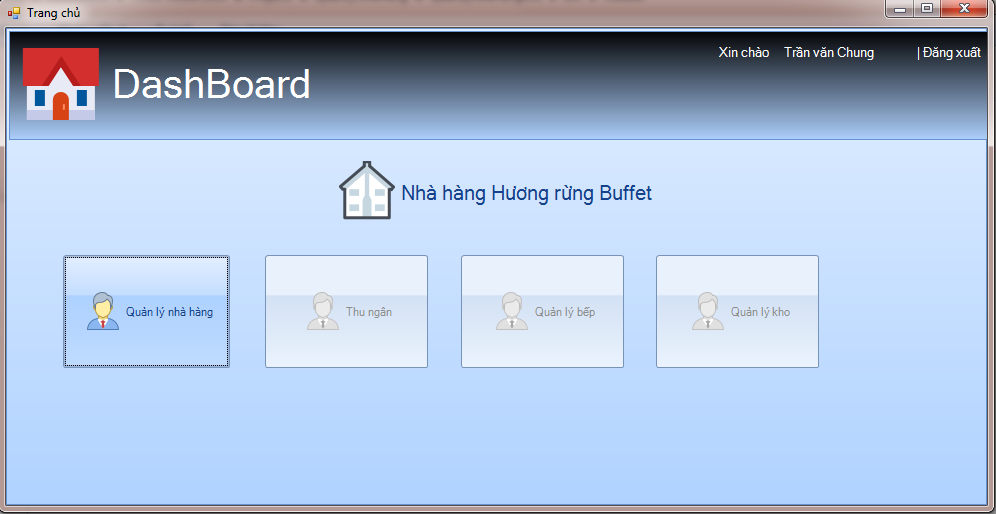 Trang chủ
Xin chào Trần văn Chung | Đăng xuất
DashBoard
Nhà hàng Hương rừng Buffet
Quản lý nhà hàng
Thu ngân
Quản lý bếp
Quản lý kho